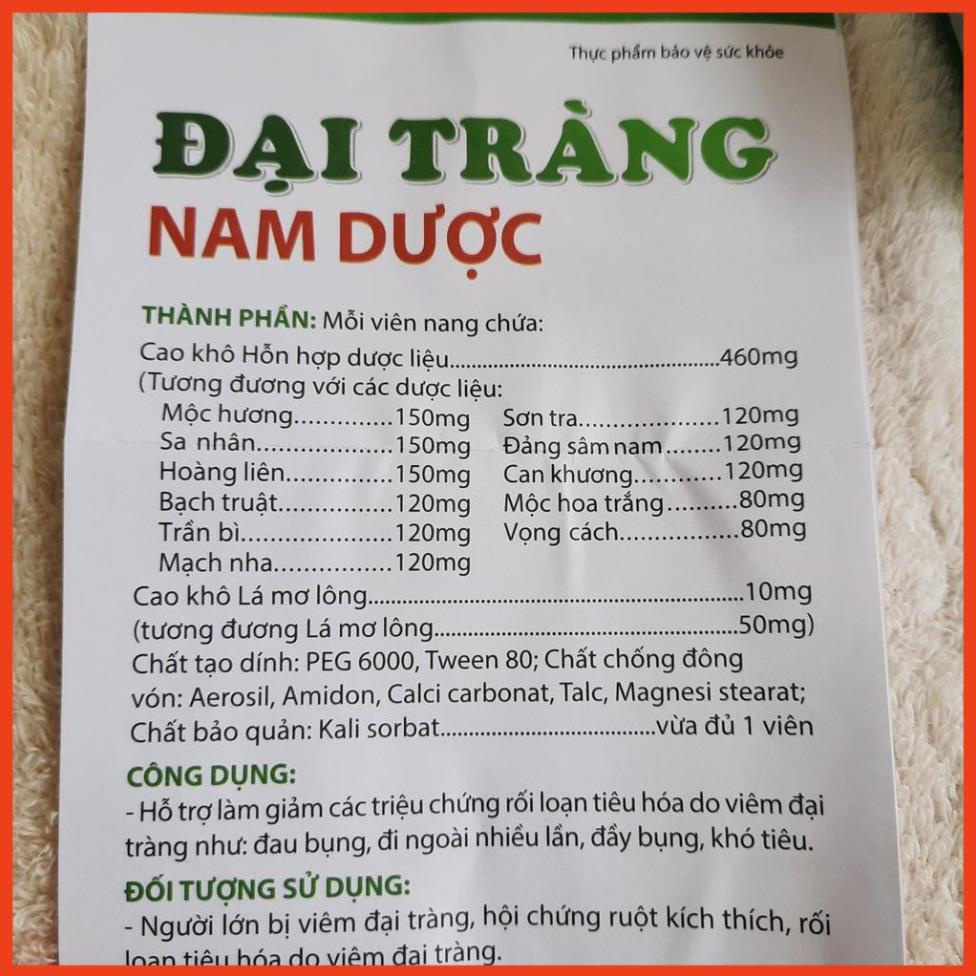 Thực phẩm bảo vệ sức khỏe
ĐẠI TRÀNG
NAM DƯỢC
THÀNH PHẦN: Mỗi viên nang chứa:
Cao khô Hỗn hợp dược liệu.....460mg
(Tương đương với các dược liệu:
Mộc hương.....150mg Sơn tra.....120mg
Sa nhân.....150mg Đảng sâm nam.....120mg
Hoàng liên.....150mg Can khương.....120mg
Bạch truật.....120mg Mộc hoa trắng.....80mg
Trần bì.....120mg Vọng cách.....80mg
Mạch nha.....120mg
Cao khô Lá mơ lông.....10mg
(tương đương Lá mơ lông.....50mg)
Chất tạo dính: PEG 6000, Tween 80; Chất chống đông
vón: Aerosil, Amidon, Calci carbonat, Talc, Magnesi stearat;
Chất bảo quản: Kali sorbat.....vừa đủ 1 viên
CÔNG DỤNG:
- Hỗ trợ làm giảm các triệu chứng rối loạn tiêu hóa do viêm đại
tràng như: đau bụng, đi ngoài nhiều lần, đầy bụng, khó tiêu.
ĐỐI TƯỢNG SỬ DỤNG:
- Người lớn bị viêm đại tràng, hội chứng ruột kích thích, rối
loạn tiêu hóa do viêm đại tràng.